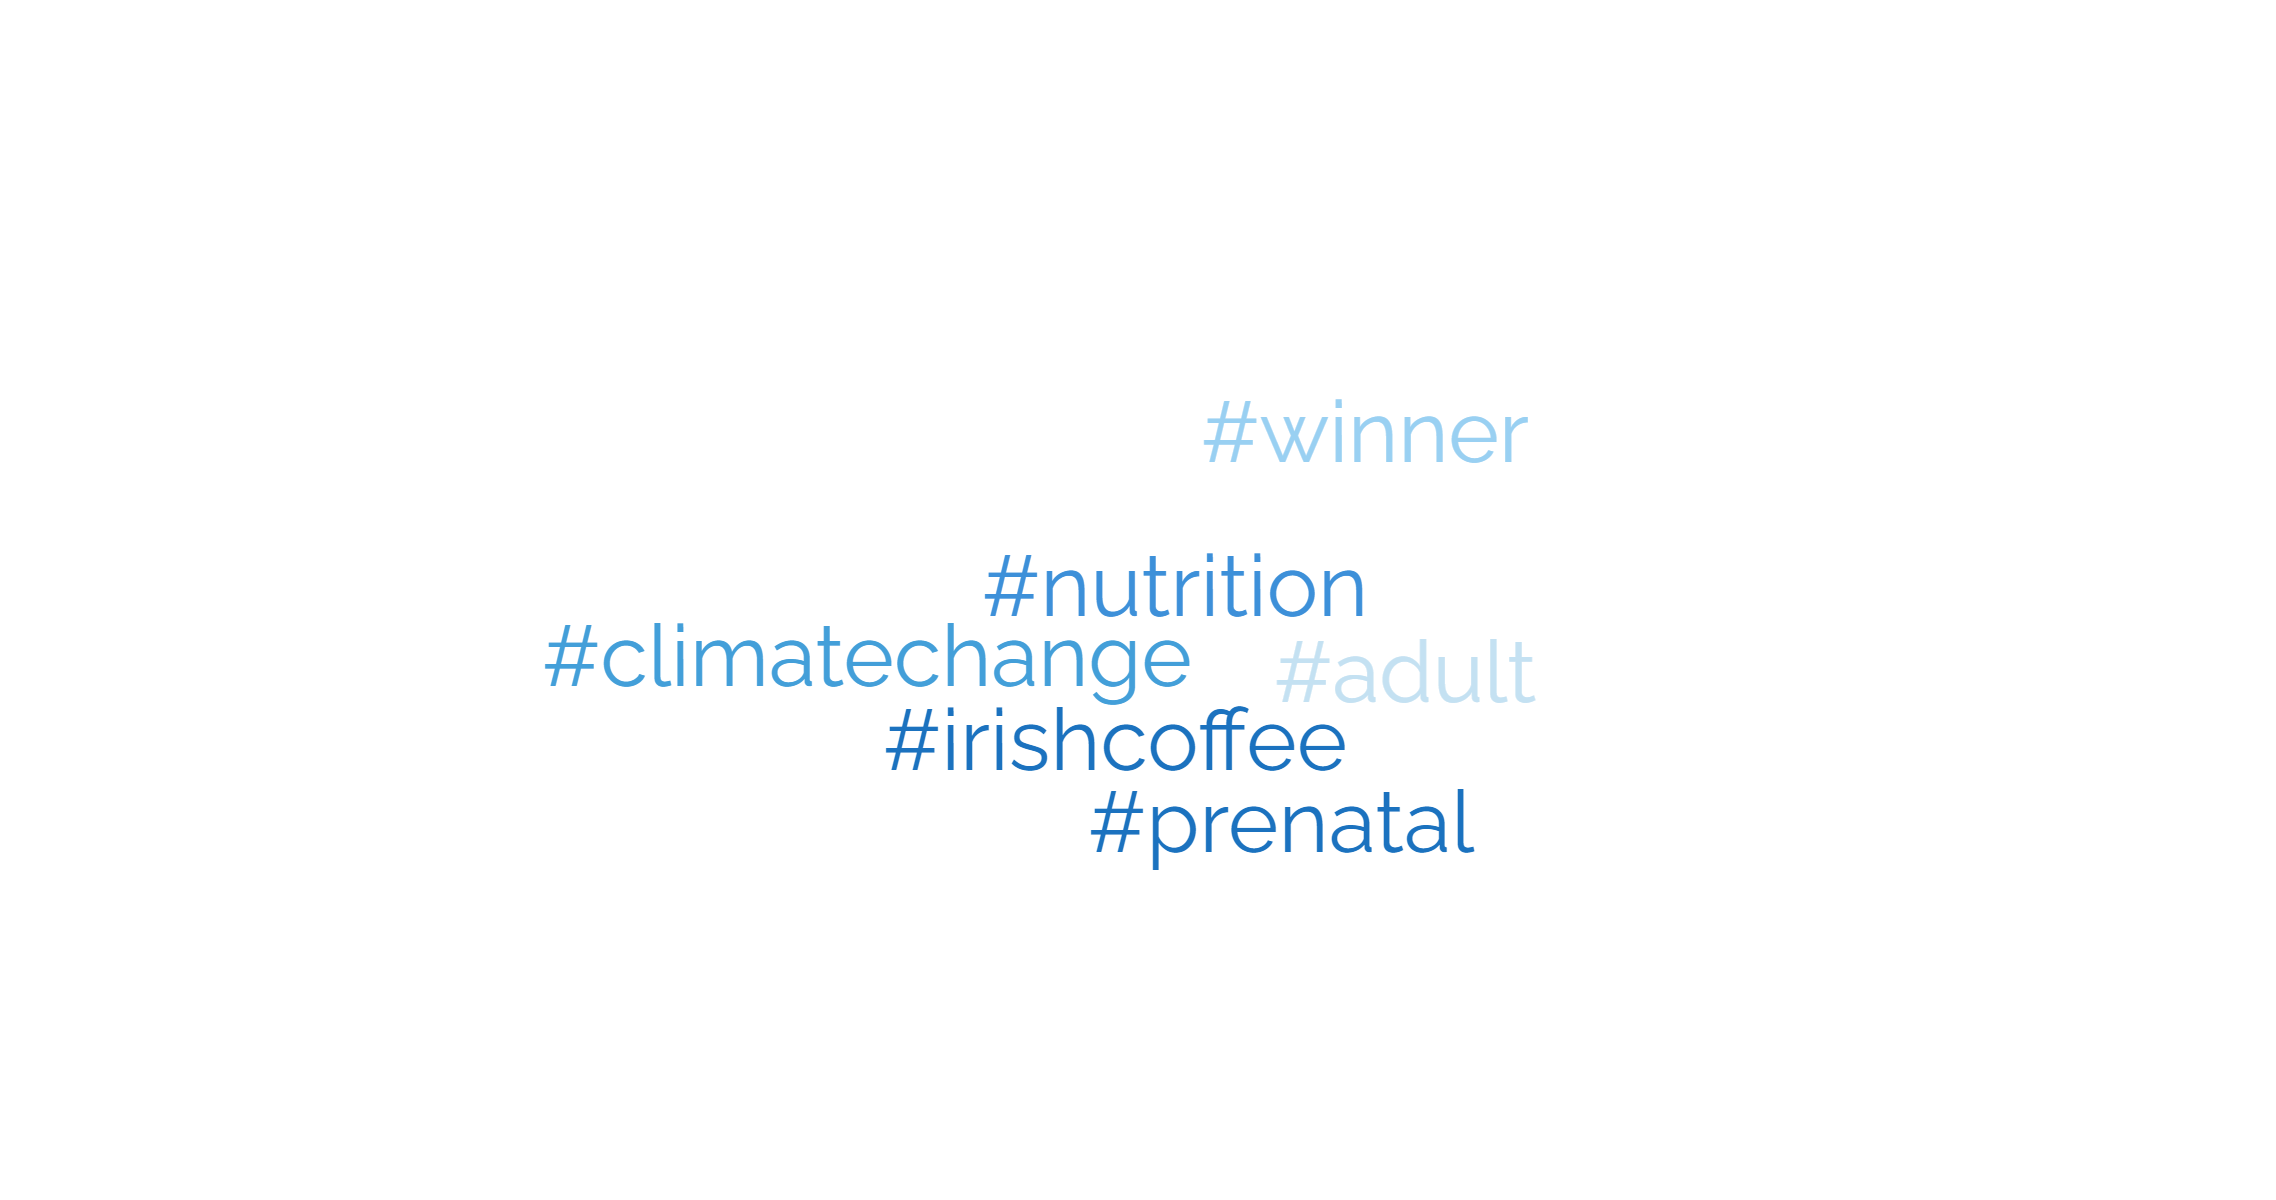 #winner
#nutrition
#climatechange
#adult
#irishcoffee
#prenatal